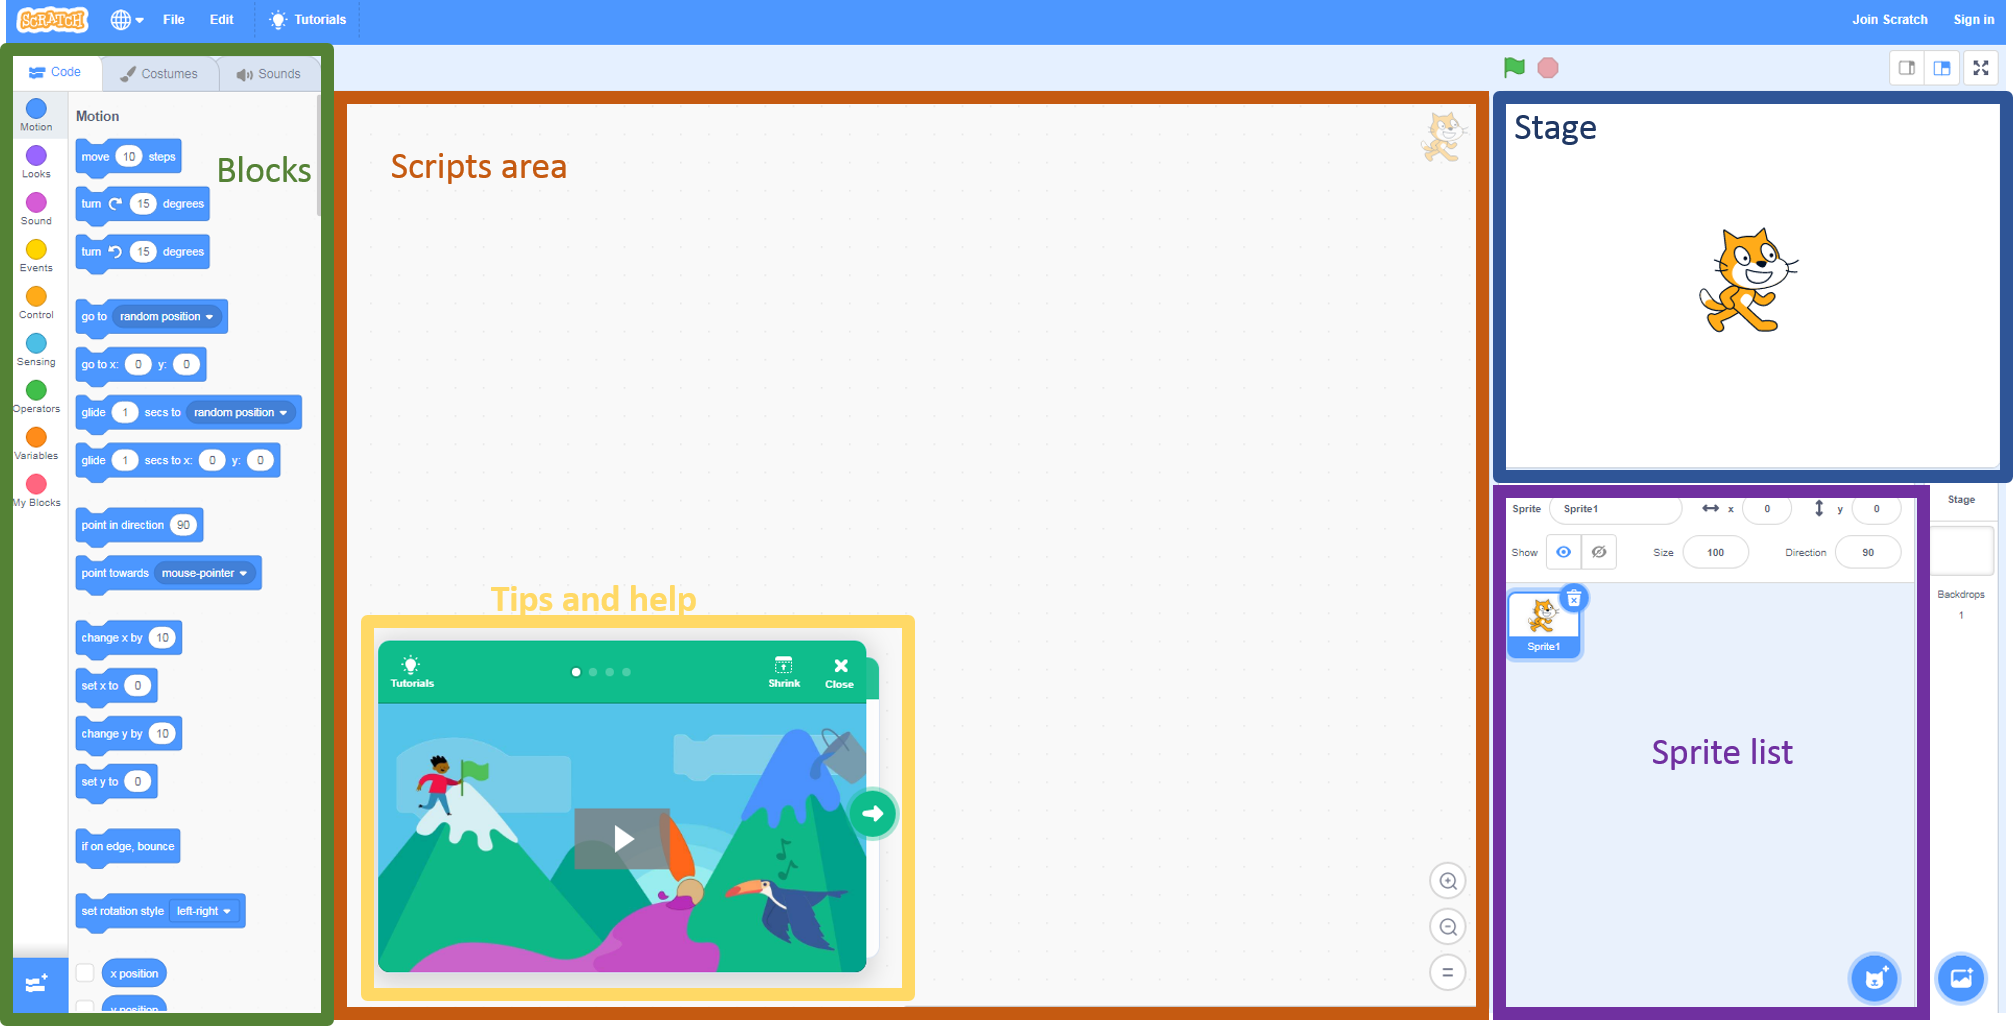 SCRATCH File Edit Tutorials Join Scratch Sign in
Code Costumes Sounds
Motion
Looks
Sound
Events
Control
Sensing
Operators
Variables
My Blocks
Motion
Blocks
move 10 steps
turn 15 degrees
turn 15 degrees
go to random position
go to x: 0 y: 0
glide 1 secs to random position
glide 1 secs to x: 0 y: 0
point in direction 90
point towards mouse-pointer
change x by 10
set x to 0
change y by 10
set y to 0
if on edge, bounce
set rotation style left-right
x position
y position
Scripts area
Tips and help
Tutorials Shrink Close
Stage
Sprite Sprite1 x 0 y 0
Show Size 100 Direction 90
Sprite1
Sprite list
Stage
Backdrops
1